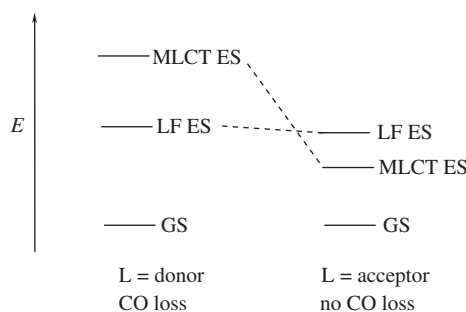 MLCT ES
E
LF ES
LF ES
MLCT ES
GS
GS
L = donor
CO loss
L = acceptor
no CO loss